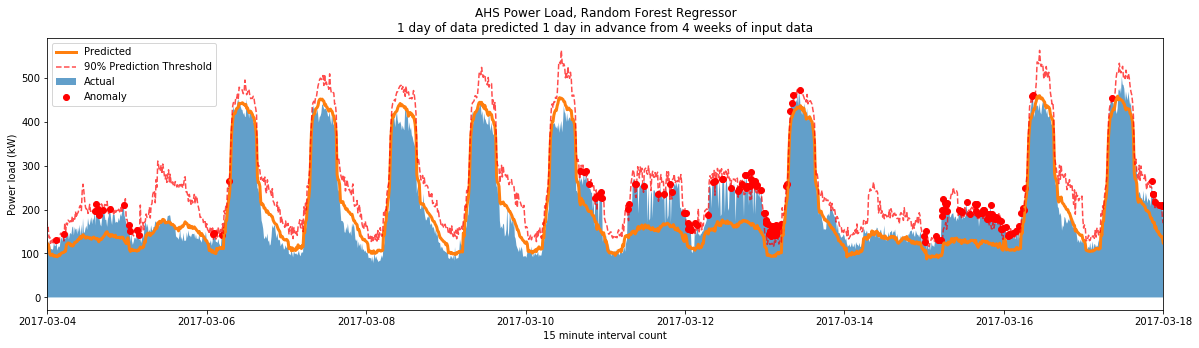 AHS Power Load, Random Forest Regressor
1 day of data predicted 1 day in advance from 4 weeks of input data
Predicted
90% Prediction Threshold
Actual
Anomaly
Power load (kW)
500
400
300
200
100
0
2017-03-04 2017-03-06 2017-03-08 2017-03-10 2017-03-12 2017-03-14 2017-03-16 2017-03-18
15 minute interval count